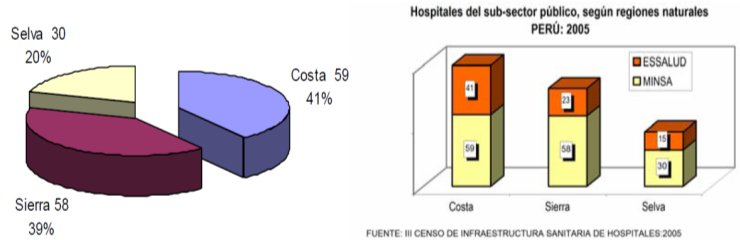 Selva 30
20%
Costa 59
41%
Sierra 58
39%
Hospitales del sub-sector público, según regiones naturales
PERÚ: 2005
ESSALUD
MINSA
41
59
23
58
15
30
Costa
Sierra
Selva
FUENTE: III CENSO DE INFRAESTRUCTURA SANITARIA DE HOSPITALES:2005